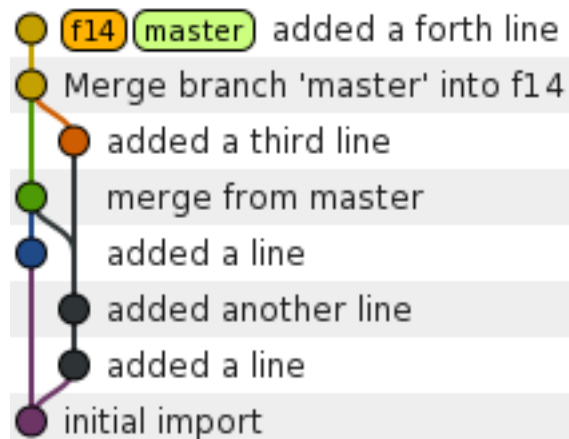 f14 master added a forth line
Merge branch 'master' into f14
added a third line
merge from master
added a line
added another line
added a line
initial import